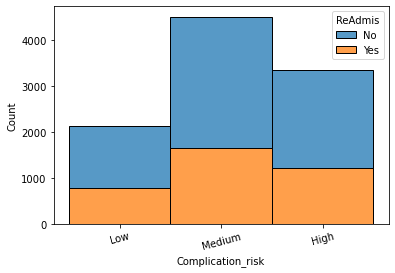 ReAdmis
No
Yes
4000
3000
2000
1000
0
Count
Low
Medium
High
Complication_risk